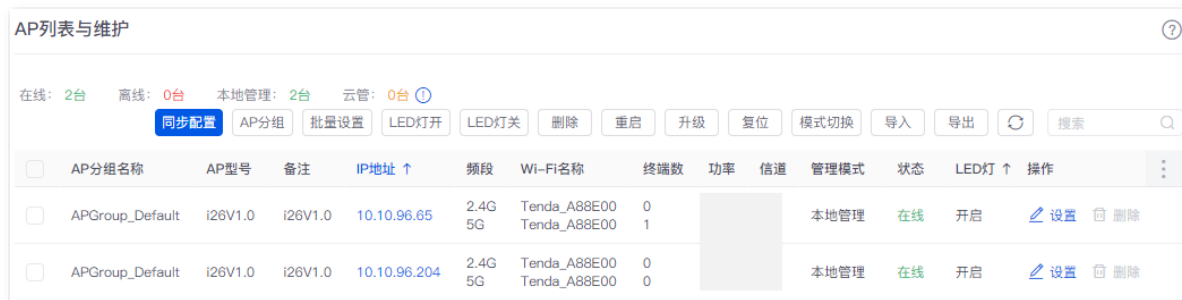 AP列表与维护
在线： 2台 离线： 0台 本地管理： 2台 云管： 0台
同步配置 AP分组 批量设置 LED灯开 LED灯关 删除 重启 升级 复位 模式切换 导入 导出 搜索
AP分组名称 AP型号 备注 IP地址 ↑ 频段 Wi-Fi名称 终端数 功率 信道 管理模式 状态 LED灯 ↑ 操作
APGroup_Default i26V1.0 i26V1.0 10.10.96.65 2.4G Tenda_A88E00 0 本地管理 在线 开启 设置 删除
5G Tenda_A88E00 1
APGroup_Default i26V1.0 i26V1.0 10.10.96.204 2.4G Tenda_A88E00 0 本地管理 在线 开启 设置 删除
5G Tenda_A88E00 0